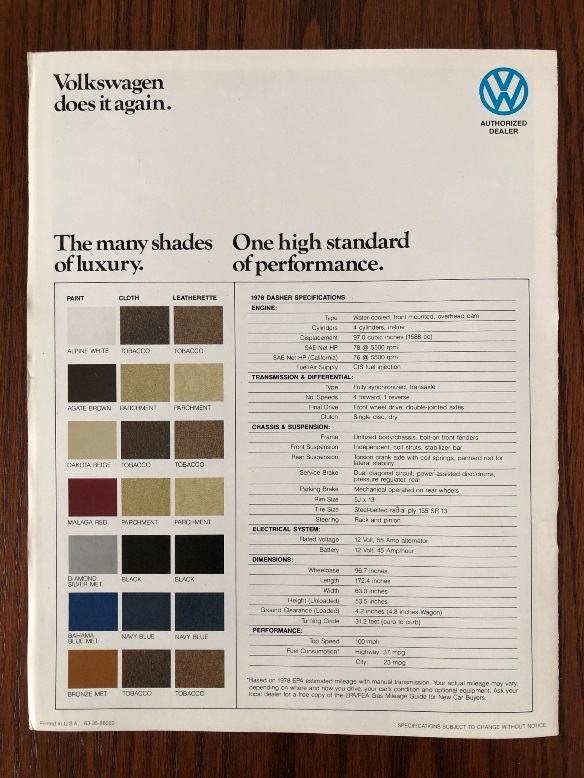 Volkswagen
does it again.
VW
AUTHORIZED
DEALER
The many shades
of luxury.
One high standard
of performance.
PAINT CLOTH LEATHERETTE
ALPINE WHITE TOBACCO TOBACCO
AGATE BROWN PARCHMENT PARCHMENT
DAKOTA BEIGE TOBACCO TOBACCO
MALAGA RED PARCHMENT PARCHMENT
DIAMOND
SILVER MET BLACK BLACK
BAHAMA
BLUE MET NAVY BLUE NAVY BLUE
BRONZE MET TOBACCO TOBACCO
1978 DASHER SPECIFICATIONS
ENGINE:
Type Water cooled, front mounted, overhead cam
Cylinders 4 cylinders, in-line
Displacement 97.0 cubic inches (1588 cc)
SAE Net HP 78 @ 5500 rpm
SAE Net HP (California) 76 @ 5500 rpm
Fuel/Air Supply CIS fuel injection
TRANSMISSION & DIFFERENTIAL:
Type Fully synchronized, transaxle
No. Speeds 4 forward, 1 reverse
Final Drive Front wheel drive, double-jointed axles
Clutch Single disc, dry
CHASSIS & SUSPENSION:
Frame Unitized body/chassis, bolt-on front fenders
Front Suspension Independent, coil struts, stabilizer bar
Rear Suspension Torsion crank axle with coil springs, panhard rod for
lateral stability
Service Brake Dual diagonal circuit, power-assisted disc/drums,
pressure regulator, rear
Parking Brake Mechanical operated on rear wheels
Rim Size 5J x 13
Tire Size Steel-belted radial ply 155 SR 13
Steering Rack and pinion
ELECTRICAL SYSTEM:
Rated Voltage 12 Volt, 55 Amp alternator
Battery 12 Volt, 45 Amp/hour
DIMENSIONS:
Wheelbase 96.7 inches
Length 172.4 inches
Width 63.0 inches
Height (Unloaded) 53.5 inches
Ground Clearance (Loaded) 4.2 inches (4.8 inches Wagon)
Turning Circle 31.2 feet (curb to curb)
PERFORMANCE:
Top Speed 100 mph
Fuel Consumption* Highway: 37 mpg
City: 23 mpg
*Based on 1978 EPA estimated mileage with manual transmission. Your actual mileage may vary,
depending on where and how you drive, your car's condition and optional equipment. Ask your
local dealer for a free copy of the EPA/FEA Gas Mileage Guide for New Car Buyers.
Printed in U.S.A.
SPECIFICATIONS SUBJECT TO CHANGE WITHOUT NOTICE